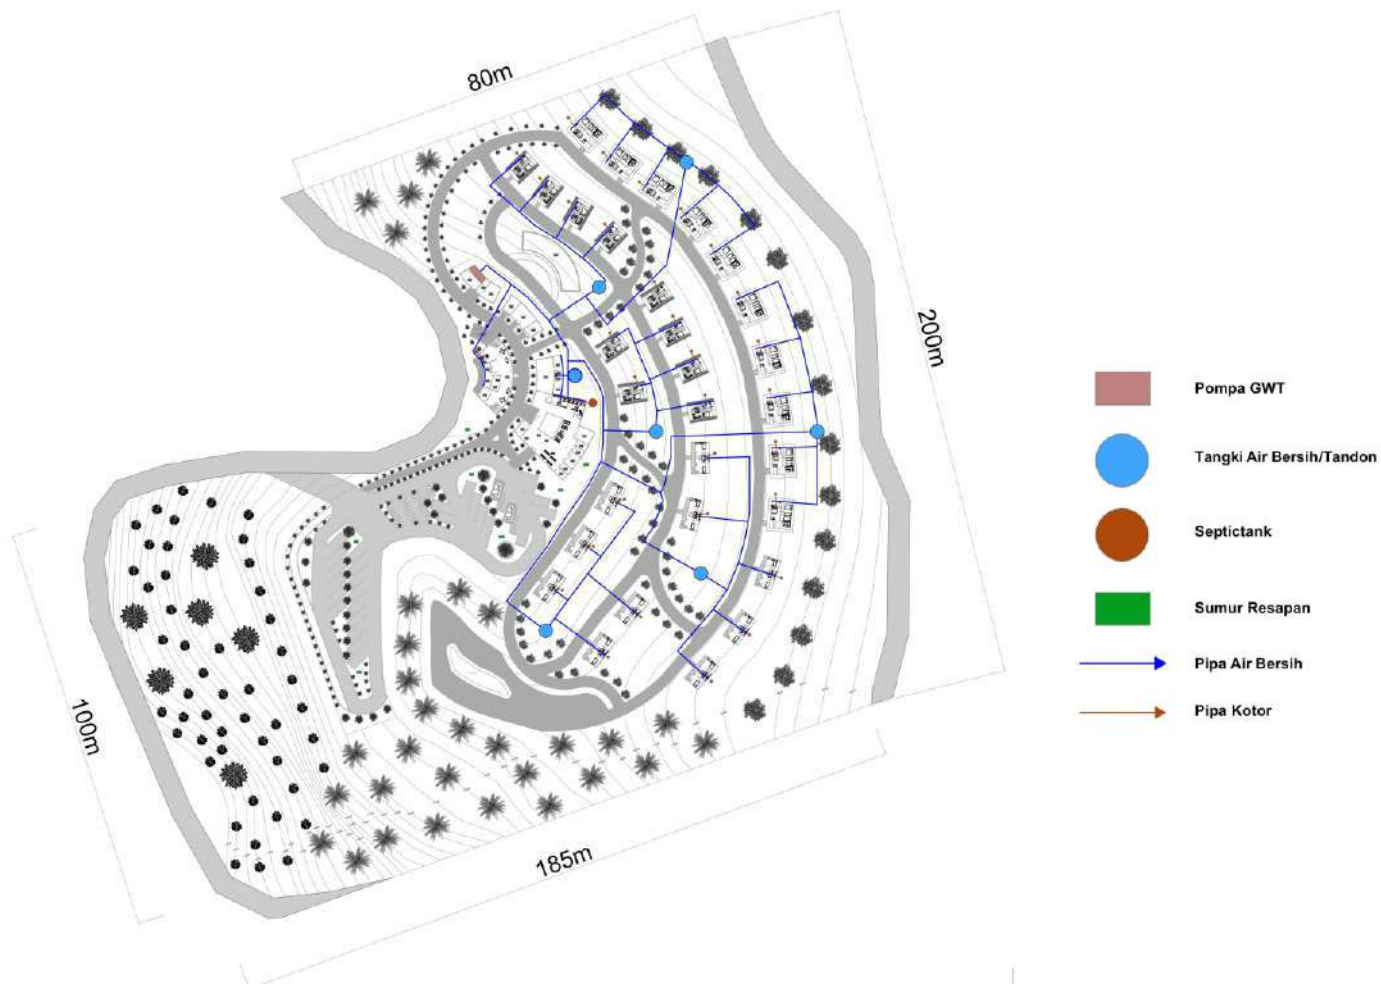 80m
200m
100m
185m
Pompa GWT
Tangki Air Bersih/Tandon
Septictank
Sumur Resapan
Pipa Air Bersih
Pipa Kotor